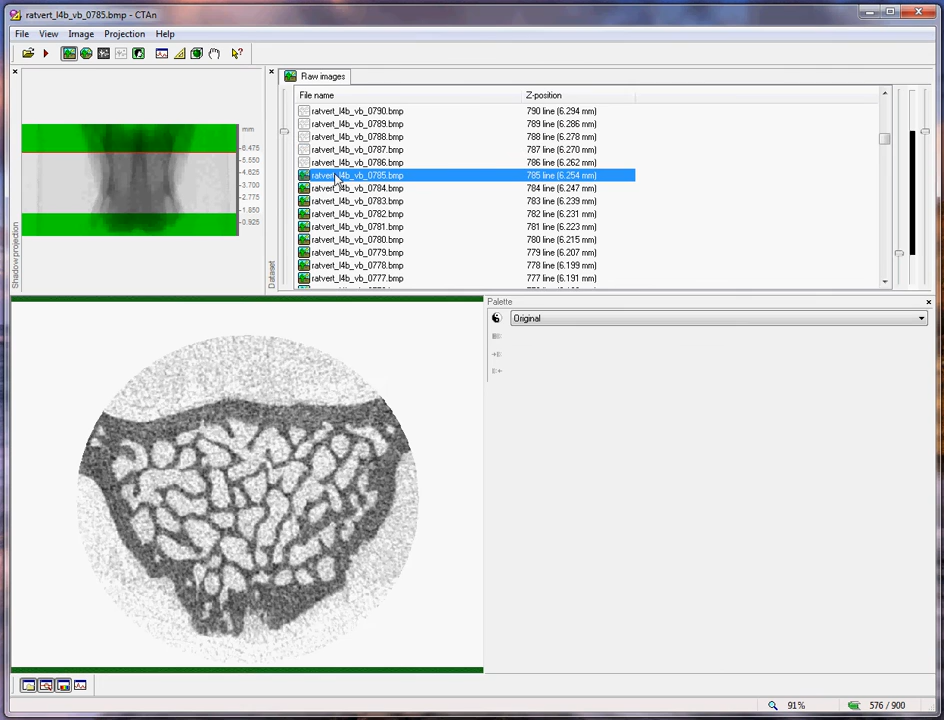 ratvert_l4b_vb_0785.bmp - CTAn
File View Image Projection Help
Shadow projection
mm
6.475
5.550
4.625
3.700
2.775
1.850
0.925
Dataset
Raw images
File name Z-position
ratvert_l4b_vb_0790.bmp 790 line (6.294 mm)
ratvert_l4b_vb_0789.bmp 789 line (6.286 mm)
ratvert_l4b_vb_0788.bmp 788 line (6.278 mm)
ratvert_l4b_vb_0787.bmp 787 line (6.270 mm)
ratvert_l4b_vb_0786.bmp 786 line (6.262 mm)
ratvert_l4b_vb_0785.bmp 785 line (6.254 mm)
ratvert_l4b_vb_0784.bmp 784 line (6.247 mm)
ratvert_l4b_vb_0783.bmp 783 line (6.239 mm)
ratvert_l4b_vb_0782.bmp 782 line (6.231 mm)
ratvert_l4b_vb_0781.bmp 781 line (6.223 mm)
ratvert_l4b_vb_0780.bmp 780 line (6.215 mm)
ratvert_l4b_vb_0779.bmp 779 line (6.207 mm)
ratvert_l4b_vb_0778.bmp 778 line (6.199 mm)
ratvert_l4b_vb_0777.bmp 777 line (6.191 mm)
Palette
Original
91% 576 / 900